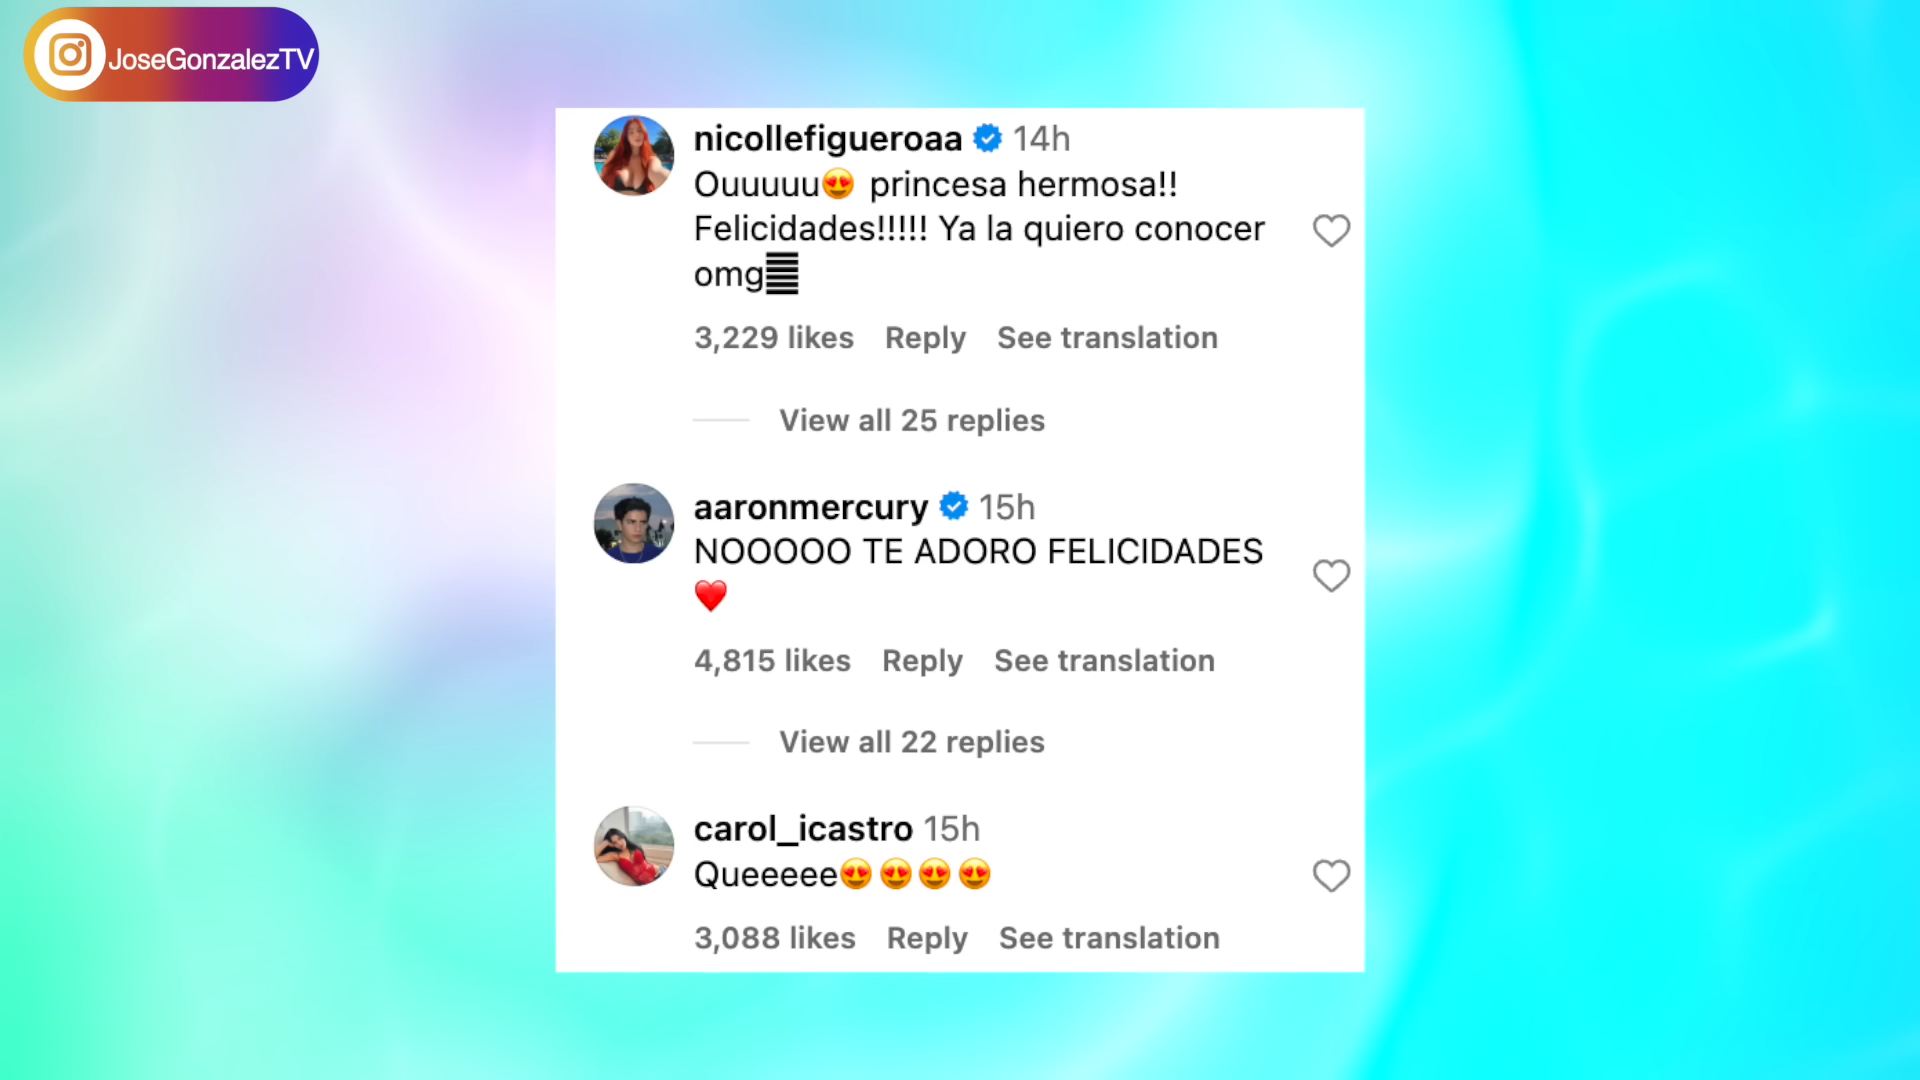 JoseGonzalezTV
nicollefigueroaa 14h
Ouuuuu😍 princesa hermosa!!
Felicidades!!!!! Ya la quiero conocer
omg
3,229 likes Reply See translation
View all 25 replies
aaronmercury 15h
NOOOOO TE ADORO FELICIDADES
❤️
4,815 likes Reply See translation
View all 22 replies
carol_icastro 15h
Queeeee😍😍😍😍
3,088 likes Reply See translation